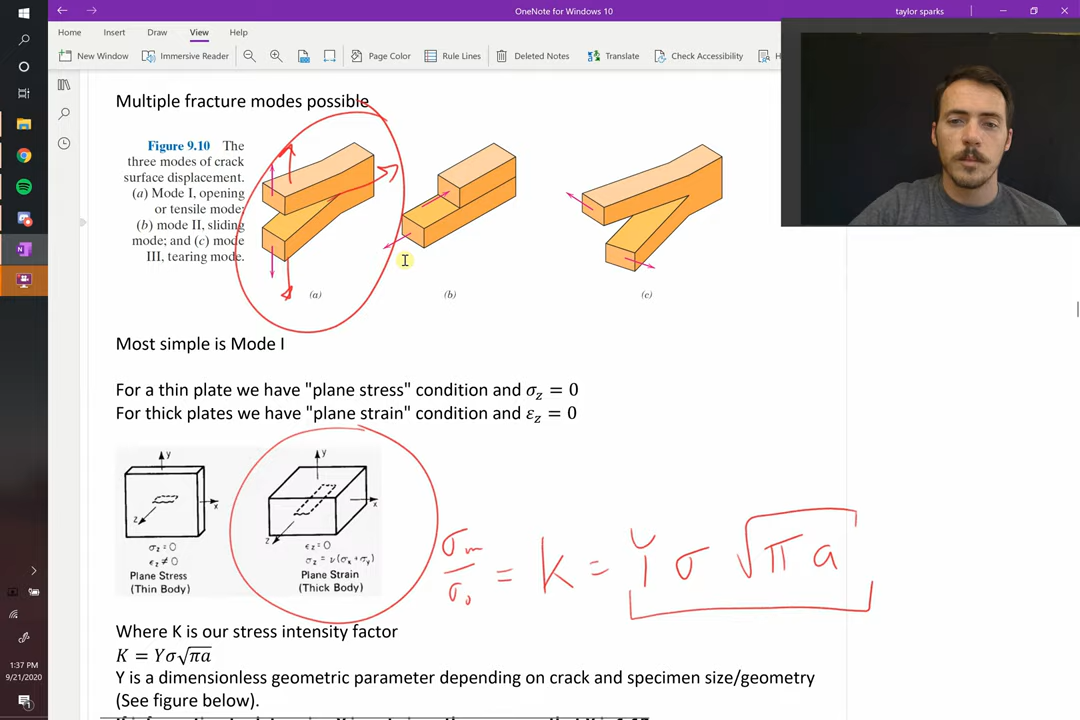 OneNote for Windows 10
taylor sparks
Home Insert Draw View Help
New Window Immersive Reader Page Color Rule Lines Deleted Notes Translate Check Accessibility H
Multiple fracture modes possible
Figure 9.10 The
three modes of crack
surface displacement.
(a) Mode I, opening
or tensile mode;
(b) mode II, sliding
mode; and (c) mode
III, tearing mode.
(a) (b) (c)
Most simple is Mode I
For a thin plate we have "plane stress" condition and σz = 0
For thick plates we have "plane strain" condition and εz = 0
y
x
z
σz = 0
εz ≠ 0
Plane Stress
(Thin Body)
y
x
z
εz = 0
σz = ν(σx + σy)
Plane Strain
(Thick Body)
σm/σo = K = Yσ√πa
Where K is our stress intensity factor
K = Yσ√πa
Y is a dimensionless geometric parameter depending on crack and specimen size/geometry
(See figure below).
1:37 PM
9/21/2020